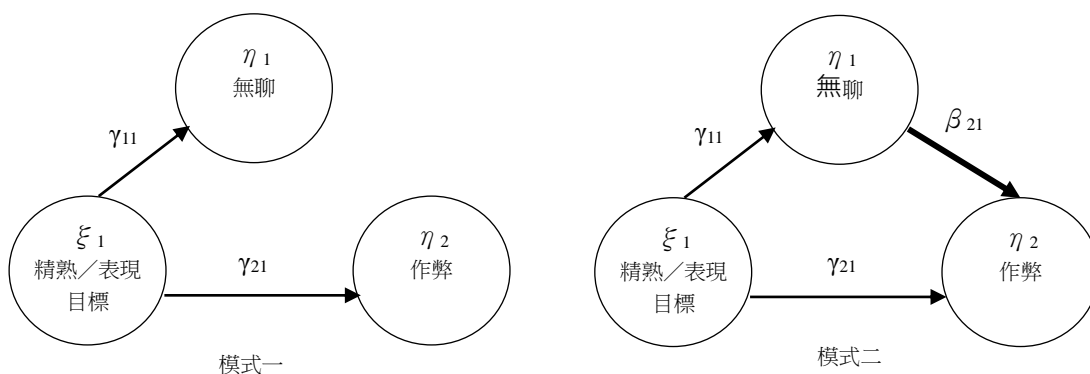 η 1
無聊
γ11
ξ 1
精熟／表現
目標
γ21
η 2
作弊
模式一
η 1
無聊
γ11
β 21
ξ 1
精熟／表現
目標
γ21
η 2
作弊
模式二